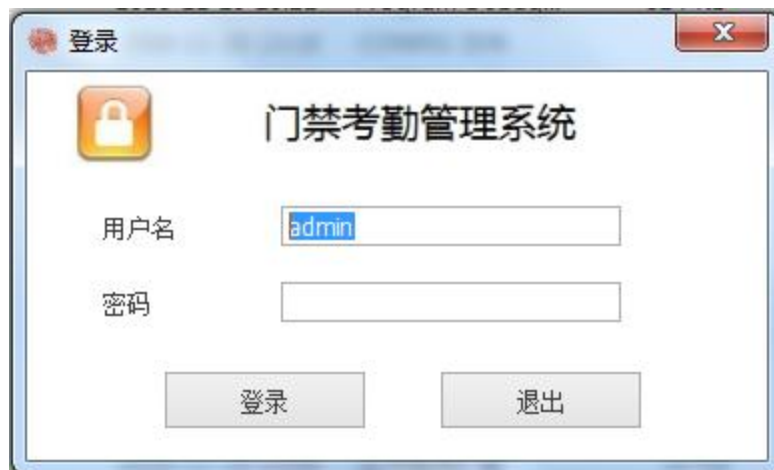 登录
门禁考勤管理系统
用户名
admin
密码
登录
退出